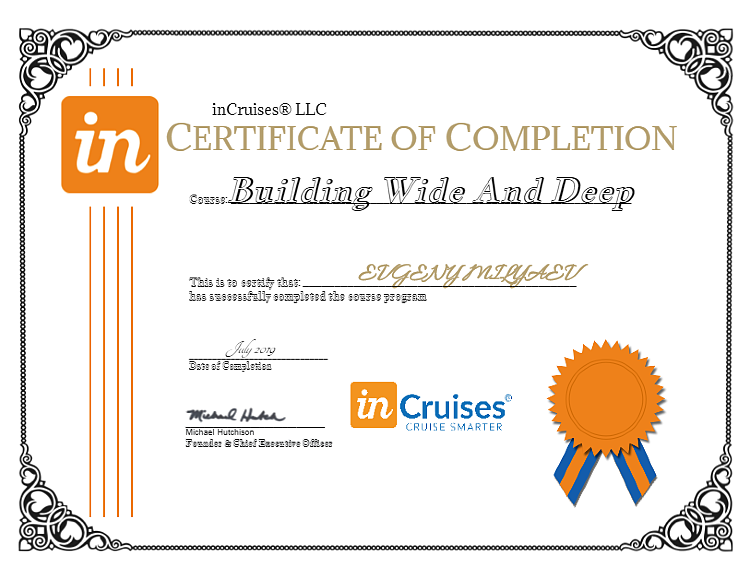 inCruises® LLC
in
CERTIFICATE OF COMPLETION
Course: Building Wide And Deep
This is to certify that: EVGENY MILYAEV
has successfully completed the course program
July 2019
Date of Completion
Michael Hutch
Michael Hutchison
Founder & Chief Executive Officer
in Cruises®
CRUISE SMARTER